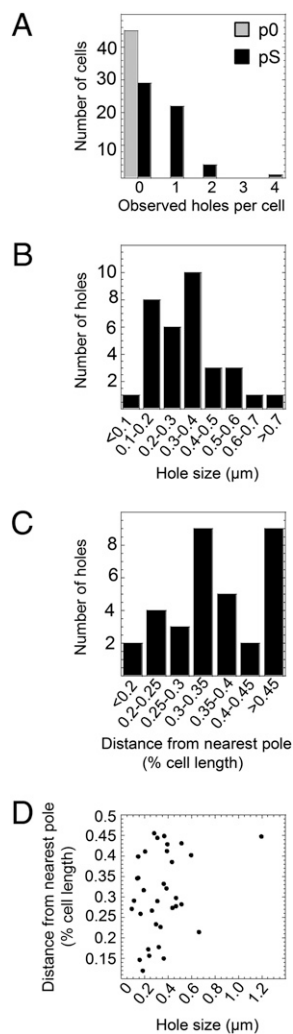 A
Number of cells
40
30
20
10
p0
pS
0 1 2 3 4
Observed holes per cell
B
Number of holes
10
8
6
4
2
<0.1 0.1-0.2 0.2-0.3 0.3-0.4 0.4-0.5 0.5-0.6 0.6-0.7 >0.7
Hole size (μm)
C
Number of holes
8
6
4
2
<0.2 0.2-0.25 0.25-0.3 0.3-0.35 0.35-0.4 0.4-0.45 >0.45
Distance from nearest pole
(% cell length)
D
Distance from nearest pole
(% cell length)
0.5
0.45
0.4
0.35
0.3
0.25
0.2
0.15
0 0.2 0.4 0.6 0.8 1.0 1.2
Hole size (μm)